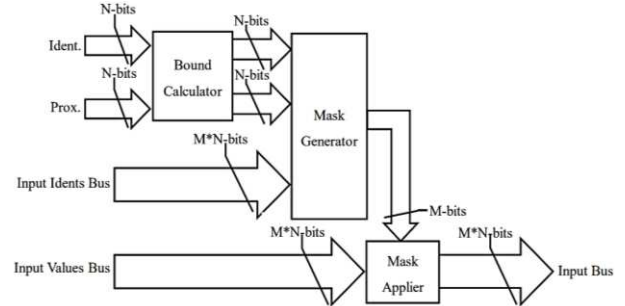 N-bits
N-bits
Ident.
Bound
Calculator
N-bits
N-bits
Prox.
Mask
Generator
M*N-bits
Input Idents Bus
M-bits
M*N-bits
M*N-bits
Input Values Bus
Mask
Applier
Input Bus